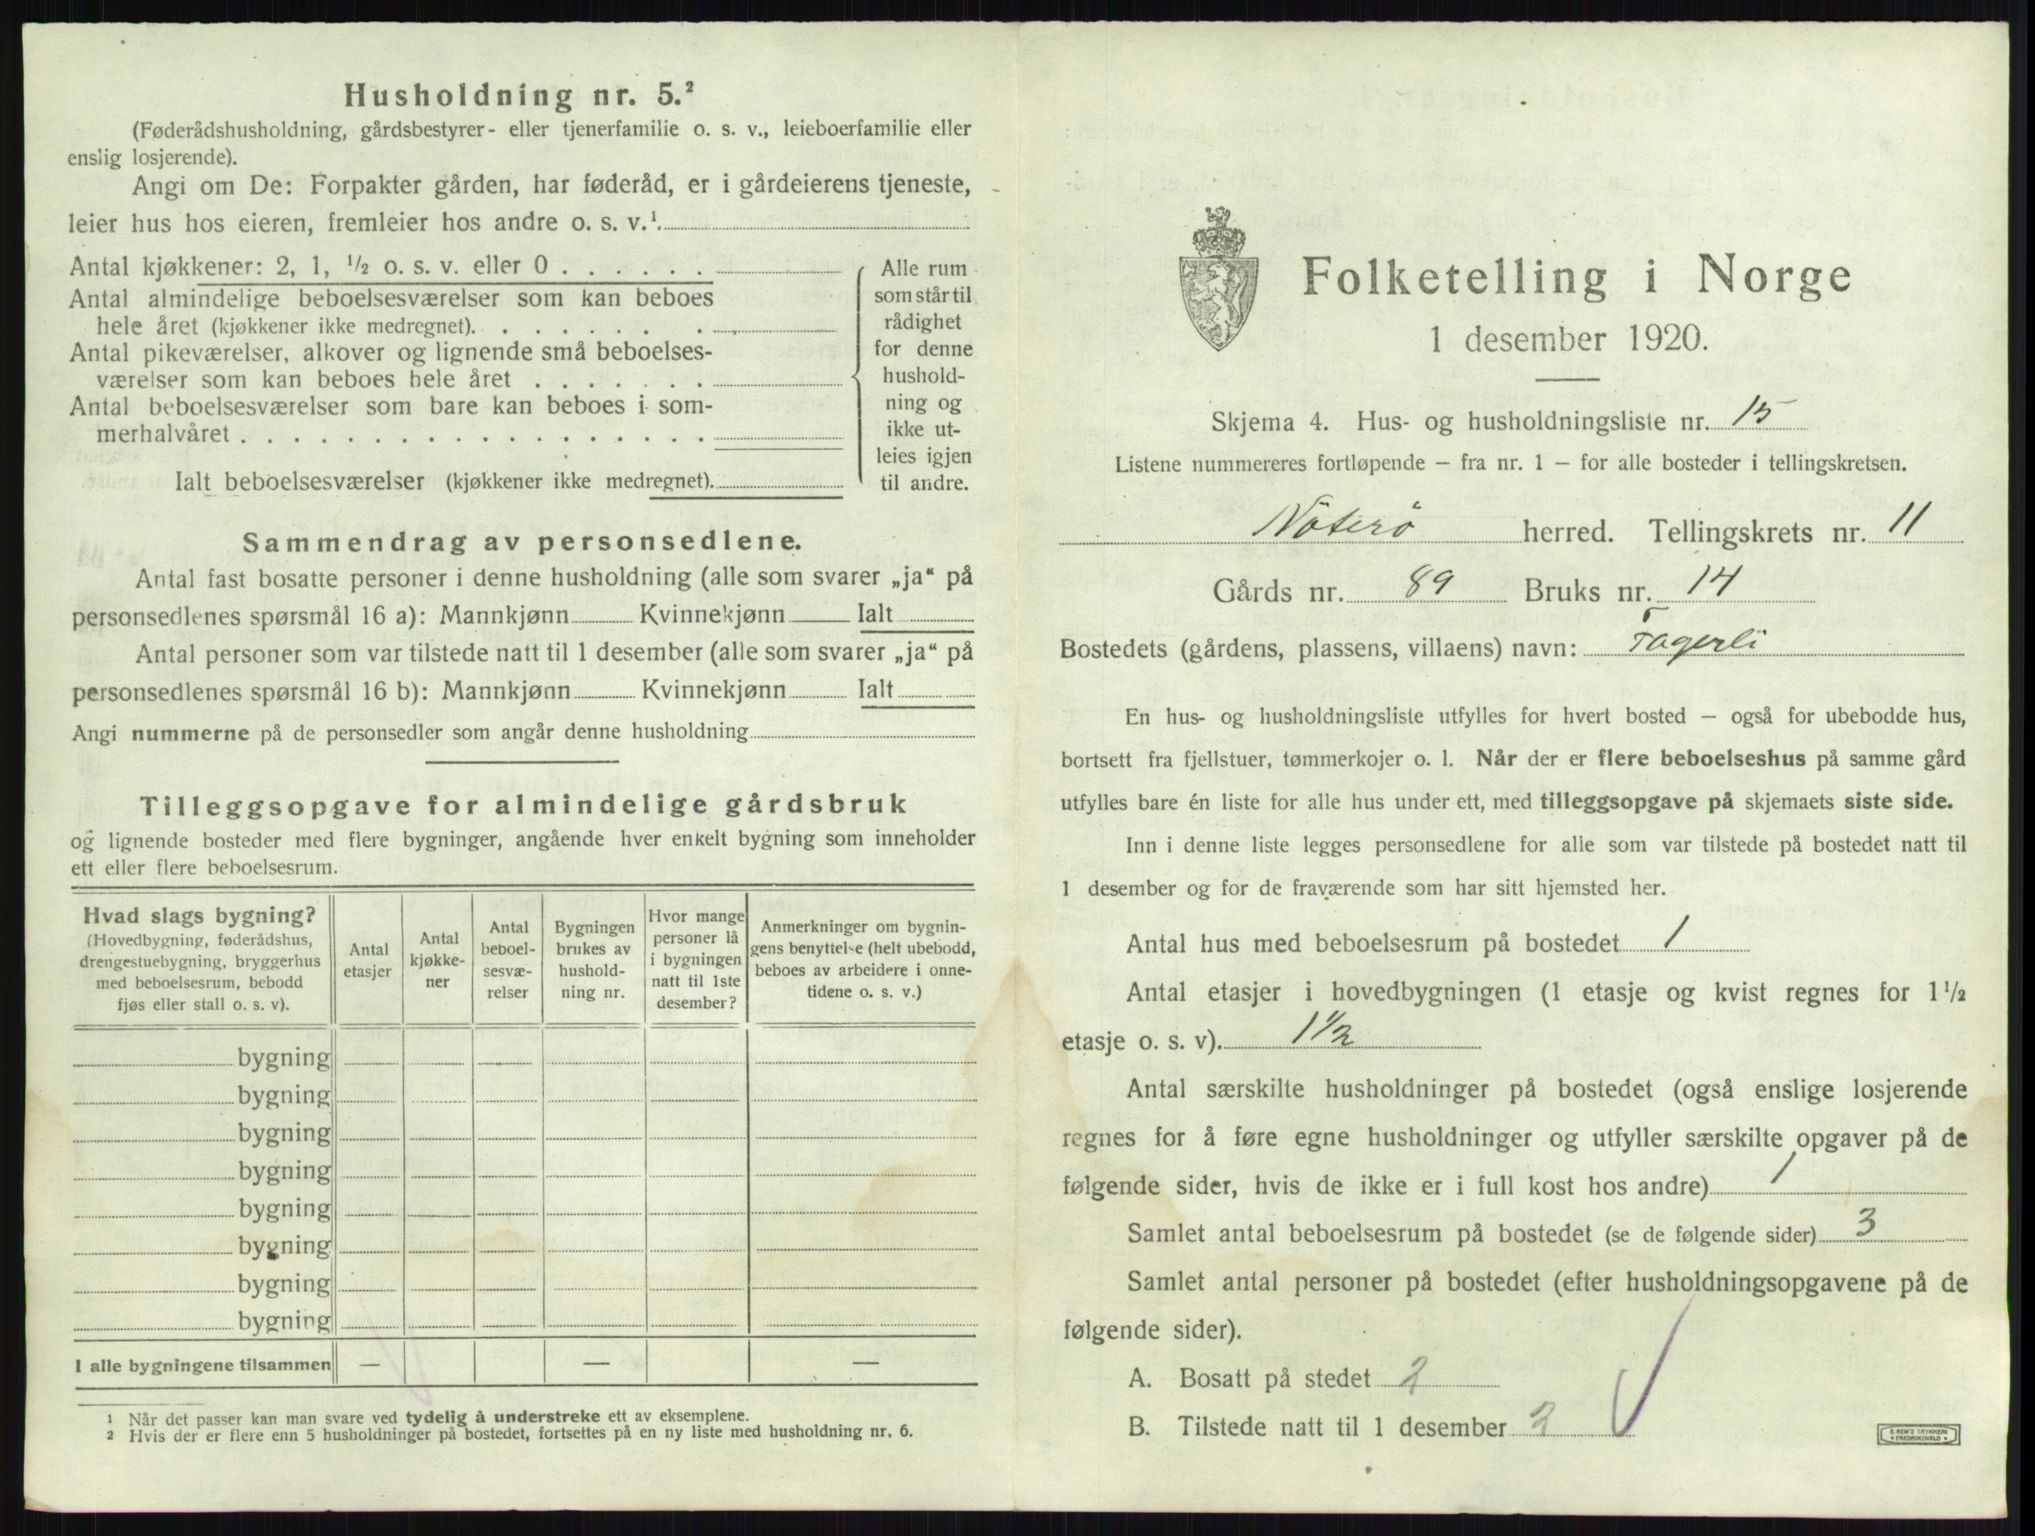 Husholdning nr. 5.²
(Føderådshusholdning, gårdsbestyrer- eller tjenerfamilie o. s. v., leieboerfamilie eller
enslig losjerende).
Angi om De: Forpakter gården, har føderåd, er i gårdeierens tjeneste,
leier hus hos eieren, fremleier hos andre o. s. v.¹.
Antal kjøkkener: 2, 1, ½ o. s. v. eller 0 . . . . . .
Antal almindelige beboelsesværelser som kan beboes
hele året (kjøkkener ikke medregnet). . . . . . . .
Antal pikeværelser, alkover og lignende små beboelses-
værelser som kan beboes hele året . . . . . . .
Antal beboelsesværelser som bare kan beboes i som-
merhalvåret . . . . . . . . . . . . . . . . . .
Ialt beboelsesværelser (kjøkkener ikke medregnet).
Alle rum
som står til
rådighet
for denne
hushold-
ning og
ikke ut-
leies igjen
til andre.
Sammendrag av personsedlene.
Antal fast bosatte personer i denne husholdning (alle som svarer „ja“ på
personsedlenes spørsmål 16 a): Mannkjønn Kvinnekjønn Ialt
Antal personer som var tilstede natt til 1 desember (alle som svarer „ja“ på
personsedlenes spørsmål 16 b): Mannkjønn Kvinnekjønn Ialt
Angi nummerne på de personsedler som angår denne husholdning
Tilleggsopgave for almindelige gårdsbruk
og lignende bosteder med flere bygninger, angående hver enkelt bygning som inneholder
ett eller flere beboelsesrum.
Hvad slags bygning?
(Hovedbygning, føderådshus,
drengestuebygning, bryggerhus
med beboelsesrum, bebodd
fjøs eller stall o. s. v).
Antal
etasjer
Antal
kjøkke-
ner
Antal
beboel-
sesvæ-
relser
Bygningen
brukes av
hushold-
ning nr.
Hvor mange
personer lå
i bygningen
natt til 1ste
desember?
Anmerkninger om bygnin-
gens benyttelse (helt ubebodd,
beboes av arbeidere i onne-
tidene o. s. v.)
bygning
bygning
bygning
bygning
bygning
bygning
bygning
bygning
I alle bygningene tilsammen — — —
¹ Når det passer kan man svare ved tydelig å understreke ett av eksemplene.
² Hvis der er flere enn 5 husholdninger på bostedet, fortsettes på en ny liste med husholdning nr. 6.
Folketelling i Norge
1 desember 1920.
Skjema 4. Hus- og husholdningsliste nr. 15
Listene nummereres fortløpende – fra nr. 1 – for alle bosteder i tellingskretsen.
Nøterö herred. Tellingskrets nr. 11
Gårds nr. 89 Bruks nr. 14
Bostedets (gårdens, plassens, villaens) navn: Fagerli
En hus- og husholdningsliste utfylles for hvert bosted – også for ubebodde hus,
bortsett fra fjellstuer, tømmerkojer o. l. Når der er flere beboelseshus på samme gård
utfylles bare én liste for alle hus under ett, med tilleggsopgave på skjemaets siste side.
Inn i denne liste legges personsedlene for alle som var tilstede på bostedet natt til
1 desember og for de fraværende som har sitt hjemsted her.
Antal hus med beboelsesrum på bostedet 1
Antal etasjer i hovedbygningen (1 etasje og kvist regnes for 1½
etasje o. s. v). 1½
Antal særskilte husholdninger på bostedet (også enslige losjerende
regnes for å føre egne husholdninger og utfyller særskilte opgaver på de
følgende sider, hvis de ikke er i full kost hos andre) 1
Samlet antal beboelsesrum på bostedet (se de følgende sider) 3
Samlet antal personer på bostedet (efter husholdningsopgavene på de
følgende sider).
A. Bosatt på stedet 2
B. Tilstede natt til 1 desember 2
E. SEM'S TRYKKERI
• FREDRIKSHALD •